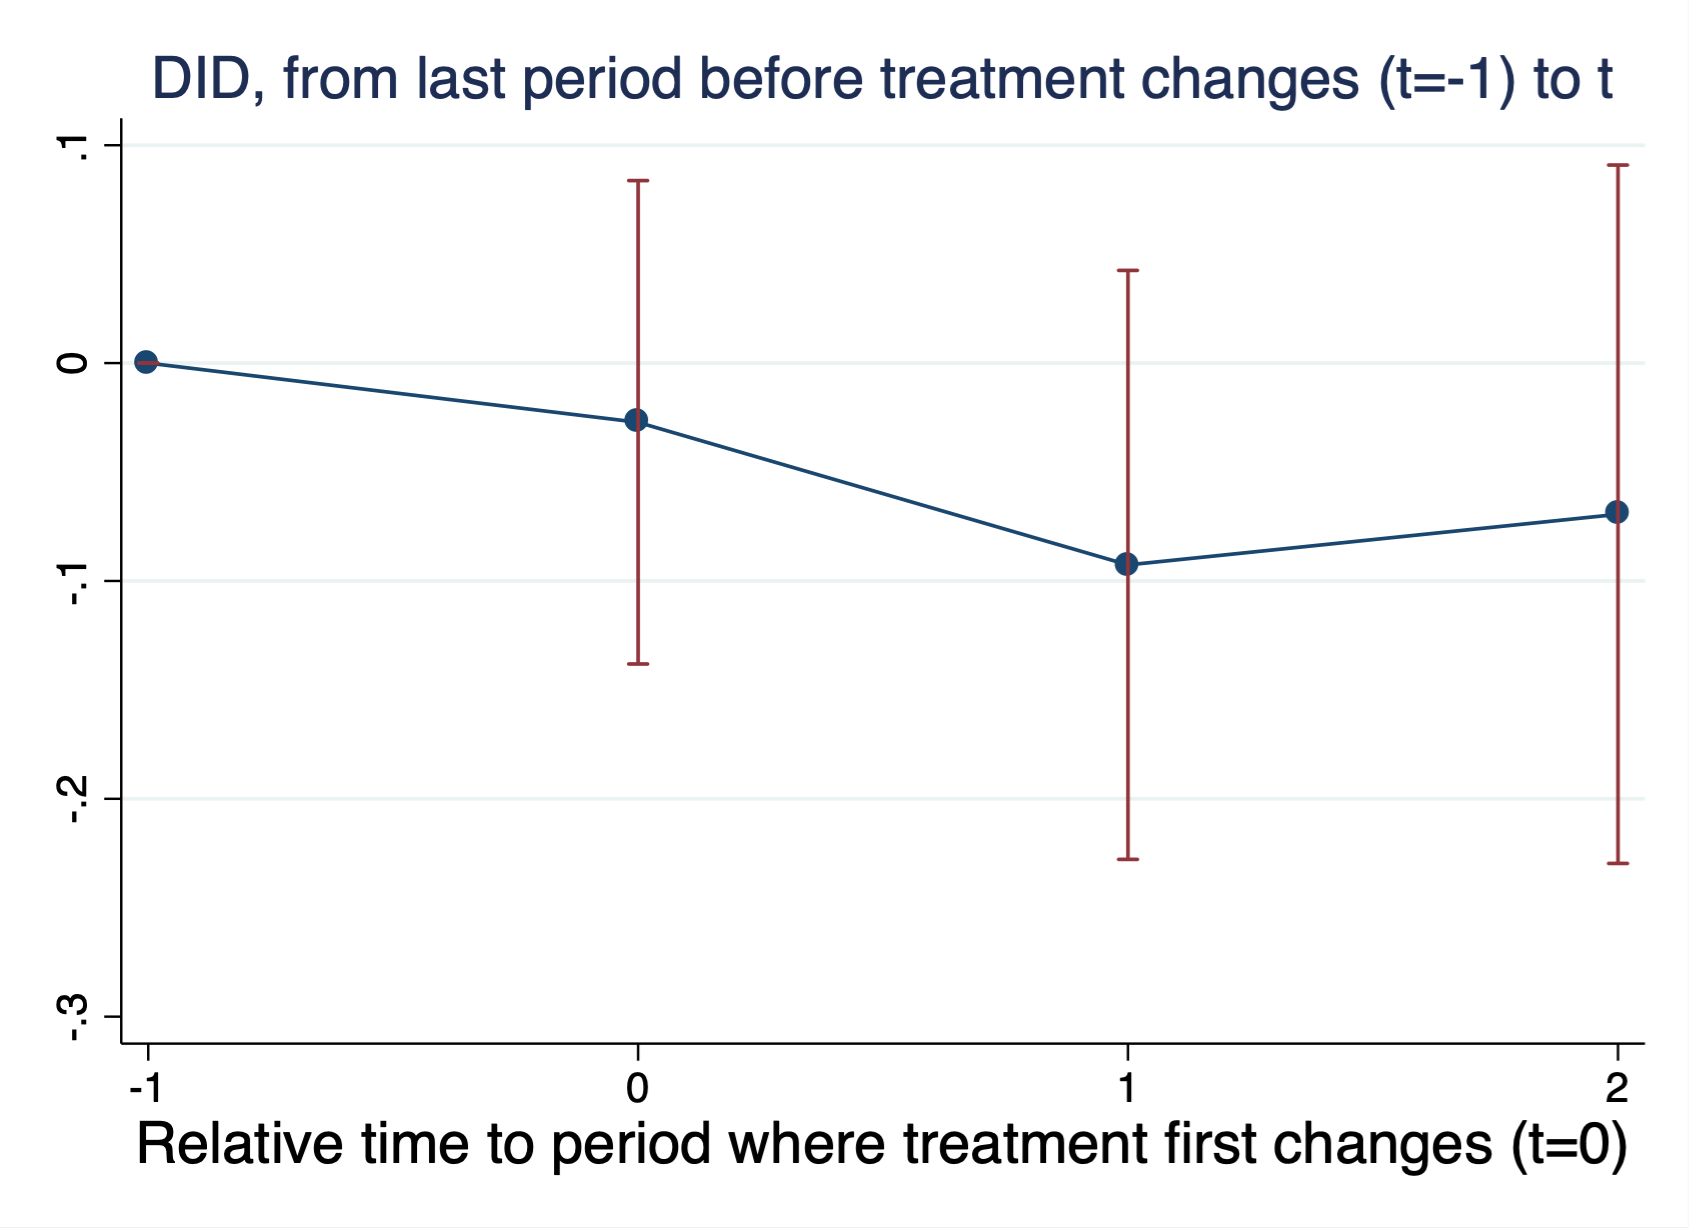 DID, from last period before treatment changes (t=-1) to t
.1
0
-.1
-.2
-.3
-1 0 1 2
Relative time to period where treatment first changes (t=0)